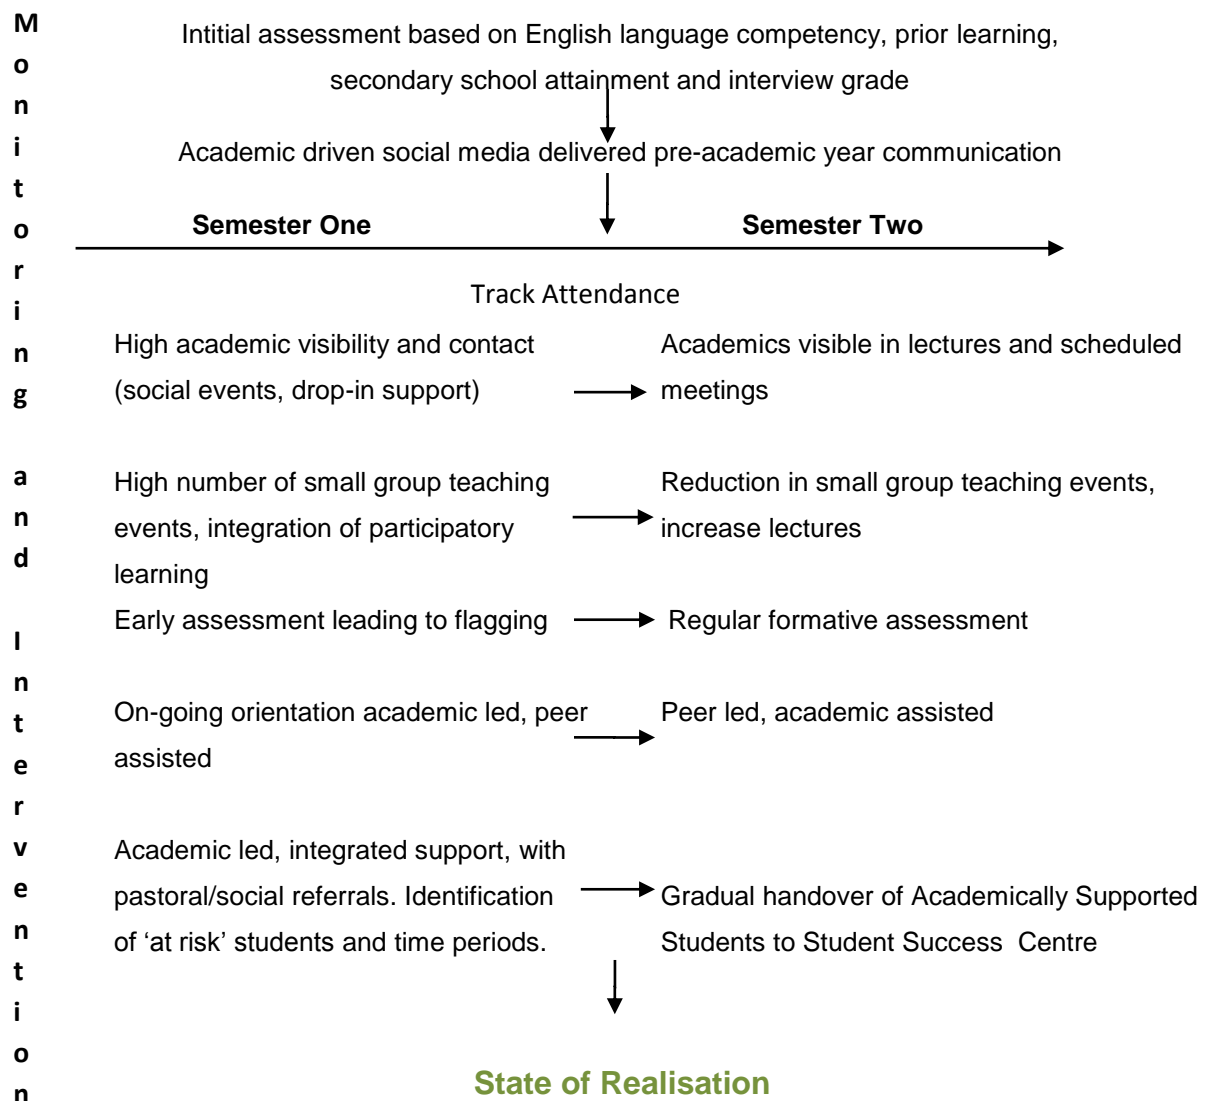 Monitoring and Intervention
Intitial assessment based on English language competency, prior learning,
secondary school attainment and interview grade
Academic driven social media delivered pre-academic year communication
Semester One
Semester Two
Track Attendance
High academic visibility and contact
(social events, drop-in support)
Academics visible in lectures and scheduled
meetings
High number of small group teaching
events, integration of participatory
learning
Reduction in small group teaching events,
increase lectures
Early assessment leading to flagging
Regular formative assessment
On-going orientation academic led, peer
assisted
Peer led, academic assisted
Academic led, integrated support, with
pastoral/social referrals. Identification
of ‘at risk’ students and time periods.
Gradual handover of Academically Supported
Students to Student Success Centre
State of Realisation